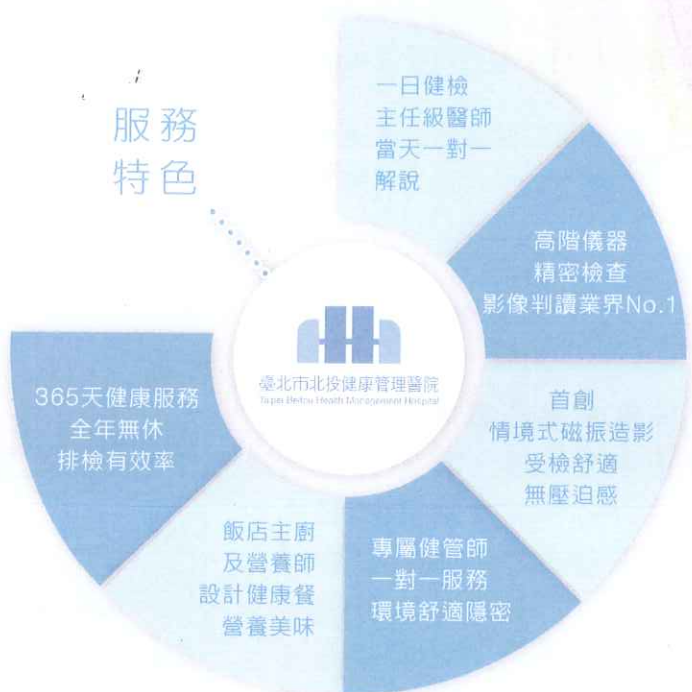 服務
特色
一日健檢
主任級醫師
當天一對一
解說
高階儀器
精密檢查
影像判讀業界No.1
首創
情境式磁振造影
受檢舒適
無壓迫感
專屬健管師
一對一服務
環境舒適隱密
飯店主廚
及營養師
設計健康餐
營養美味
365天健康服務
全年無休
排檢有效率
臺北市北投健康管理醫院
Taipei Beitou Health Management Hospital